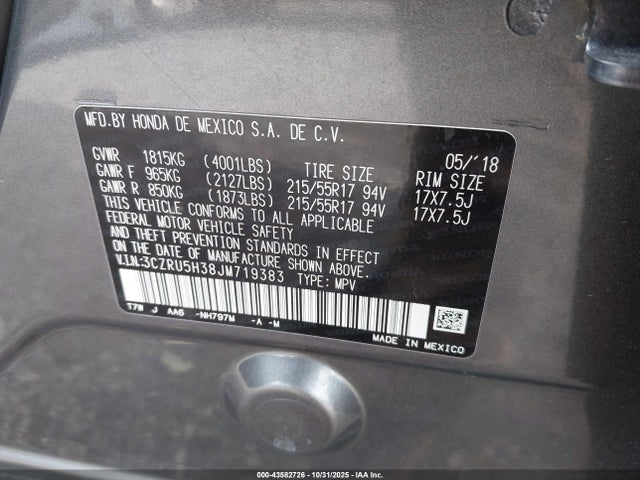 MFD.BY HONDA DE MEXICO S.A. DE C.V.
05/'18
GVWR 1815KG (4001LBS) TIRE SIZE RIM SIZE
GAWR F 965KG (2127LBS) 215/55R17 94V 17X7.5J
GAWR R 850KG (1873LBS) 215/55R17 94V 17X7.5J
THIS VEHICLE CONFORMS TO ALL APPLICABLE
FEDERAL MOTOR VEHICLE SAFETY
AND THEFT PREVENTION STANDARDS IN EFFECT
ON THE DATE OF MANUFACTURE SHOWN ABOVE.
V.I.N.:3CZRU5H38JM719383 TYPE: MPV
T7W J AA6 -NH797M -A -M
MADE IN MEXICO
000-43582726 - 10/31/2025 - IAA Inc.